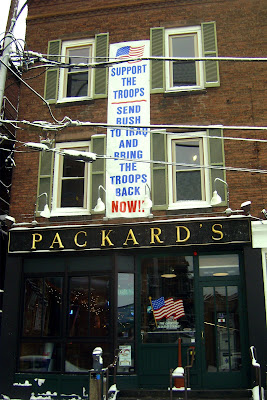 SUPPORT
THE
TROOPS
SEND
BUSH
TO IRAQ
AND
BRING
THE
TROOPS
BACK
NOW!!
PACKARD'S